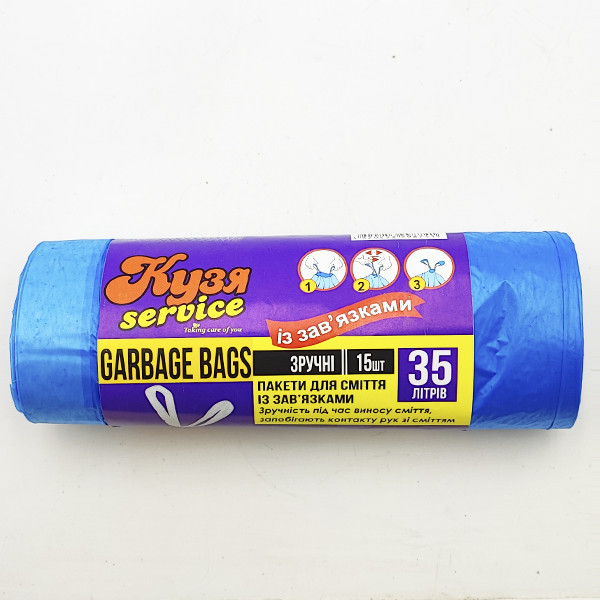 Кузя
service
Taking care of you
1 2 3
із зав'язками
GARBAGE BAGS
ЗРУЧНІ 15шт
35
ЛІТРІВ
ПАКЕТИ ДЛЯ СМІТТЯ
ІЗ ЗАВ'ЯЗКАМИ
Зручність під час виносу сміття,
запобігають контакту рук зі сміттям